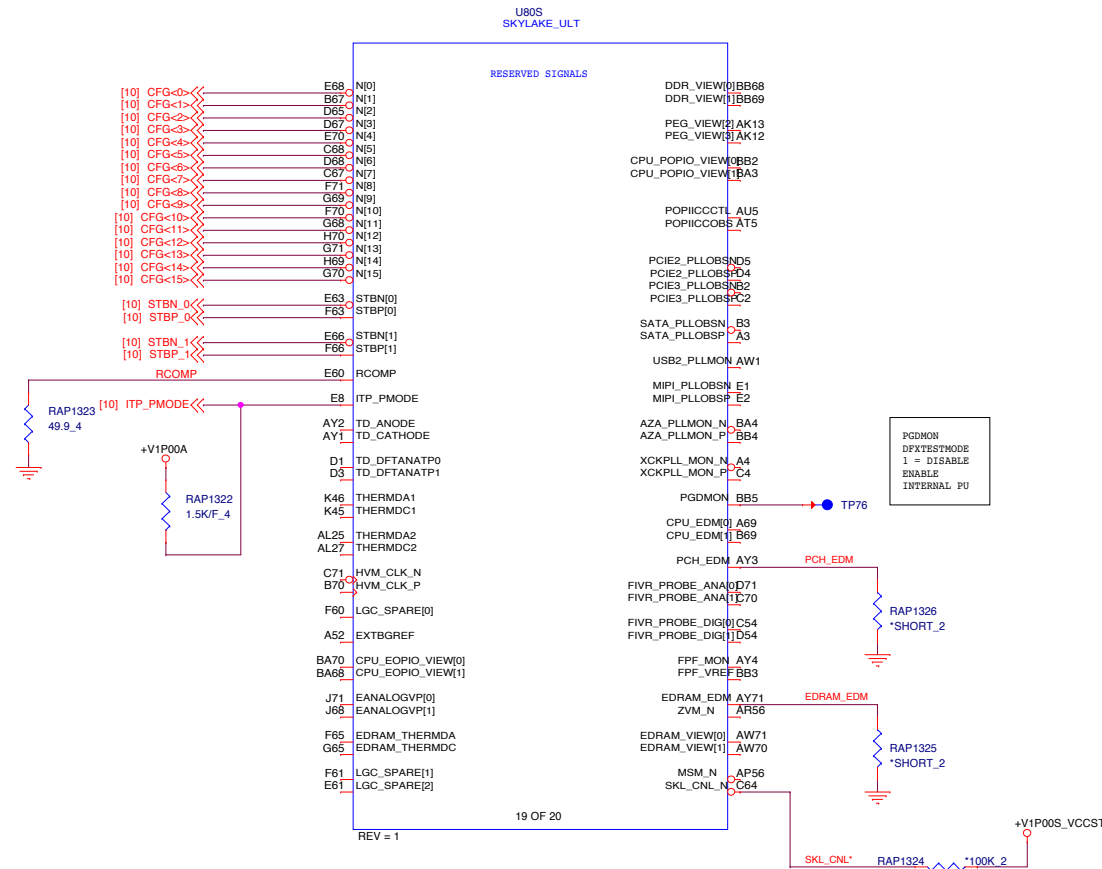 U80S
SKYLAKE_ULT
RESERVED SIGNALS
[10] CFG<0> E68 N[0]
[10] CFG<1> B67 N[1]
[10] CFG<2> D65 N[2]
[10] CFG<3> D67 N[3]
[10] CFG<4> E70 N[4]
[10] CFG<5> C68 N[5]
[10] CFG<6> D68 N[6]
[10] CFG<7> C67 N[7]
[10] CFG<8> F71 N[8]
[10] CFG<9> G69 N[9]
[10] CFG<10> F70 N[10]
[10] CFG<11> G68 N[11]
[10] CFG<12> H70 N[12]
[10] CFG<13> G71 N[13]
[10] CFG<14> H69 N[14]
[10] CFG<15> G70 N[15]
[10] STBN_0 E63 STBN[0]
[10] STBP_0 F63 STBP[0]
[10] STBN_1 E66 STBN[1]
[10] STBP_1 F66 STBP[1]
RCOMP E60 RCOMP
[10] ITP_PMODE E8 ITP_PMODE
RAP1323
49.9_4
+V1P00A
RAP1322
1.5K/F_4
AY2 TD_ANODE
AY1 TD_CATHODE
D1 TD_DFTANATP0
D3 TD_DFTANATP1
K46 THERMDA1
K45 THERMDC1
AL25 THERMDA2
AL27 THERMDC2
C71 HVM_CLK_N
B70 HVM_CLK_P
F60 LGC_SPARE[0]
A52 EXTBGREF
BA70 CPU_EOPIO_VIEW[0]
BA68 CPU_EOPIO_VIEW[1]
J71 EANALOGVP[0]
J68 EANALOGVP[1]
F65 EDRAM_THERMDA
G65 EDRAM_THERMDC
F61 LGC_SPARE[1]
E61 LGC_SPARE[2]
DDR_VIEW[0] BB68
DDR_VIEW[1] BB69
PEG_VIEW[2] AK13
PEG_VIEW[3] AK12
CPU_POPIO_VIEW[0] BB2
CPU_POPIO_VIEW[1] BA3
POPIICCCTL AU5
POPIICCOBS AT5
PCIE2_PLLOBSN D5
PCIE2_PLLOBSP D4
PCIE3_PLLOBSN B2
PCIE3_PLLOBSP C2
SATA_PLLOBSN B3
SATA_PLLOBSP A3
USB2_PLLMON AW1
MIPI_PLLOBSN E1
MIPI_PLLOBSP E2
AZA_PLLMON_N BA4
AZA_PLLMON_P BB4
XCKPLL_MON_N A4
XCKPLL_MON_P C4
PGDMON BB5
TP76
CPU_EDM[0] A69
CPU_EDM[1] B69
PCH_EDM AY3 PCH_EDM
FIVR_PROBE_ANA[0] D71
FIVR_PROBE_ANA[1] C70
FIVR_PROBE_DIG[0] C54
FIVR_PROBE_DIG[1] D54
FPF_MON AY4
FPF_VREF BB3
EDRAM_EDM AY71 EDRAM_EDM
ZVM_N AR56
EDRAM_VIEW[0] AW71
EDRAM_VIEW[1] AW70
MSM_N AP56
SKL_CNL_N C64
PGDMON
DFXTESTMODE
1 = DISABLE
ENABLE
INTERNAL PU
RAP1326
*SHORT_2
RAP1325
*SHORT_2
19 OF 20
REV = 1
+V1P00S_VCCST
SKL_CNL* RAP1324 *100K_2